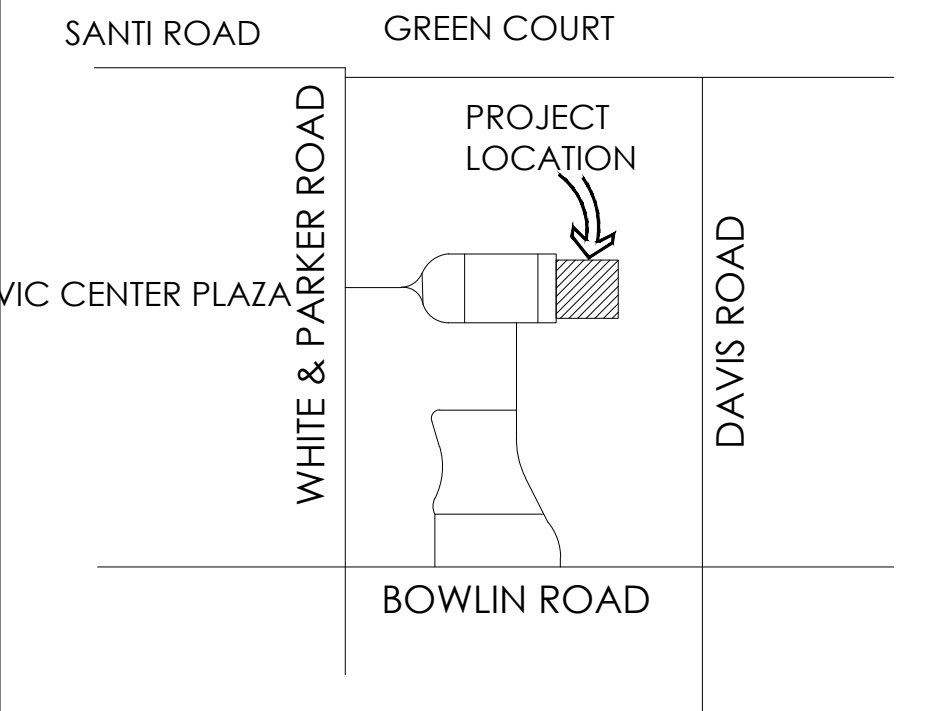 SANTI ROAD
GREEN COURT
PROJECT
LOCATION
WHITE & PARKER ROAD
DAVIS ROAD
VIC CENTER PLAZA
BOWLIN ROAD